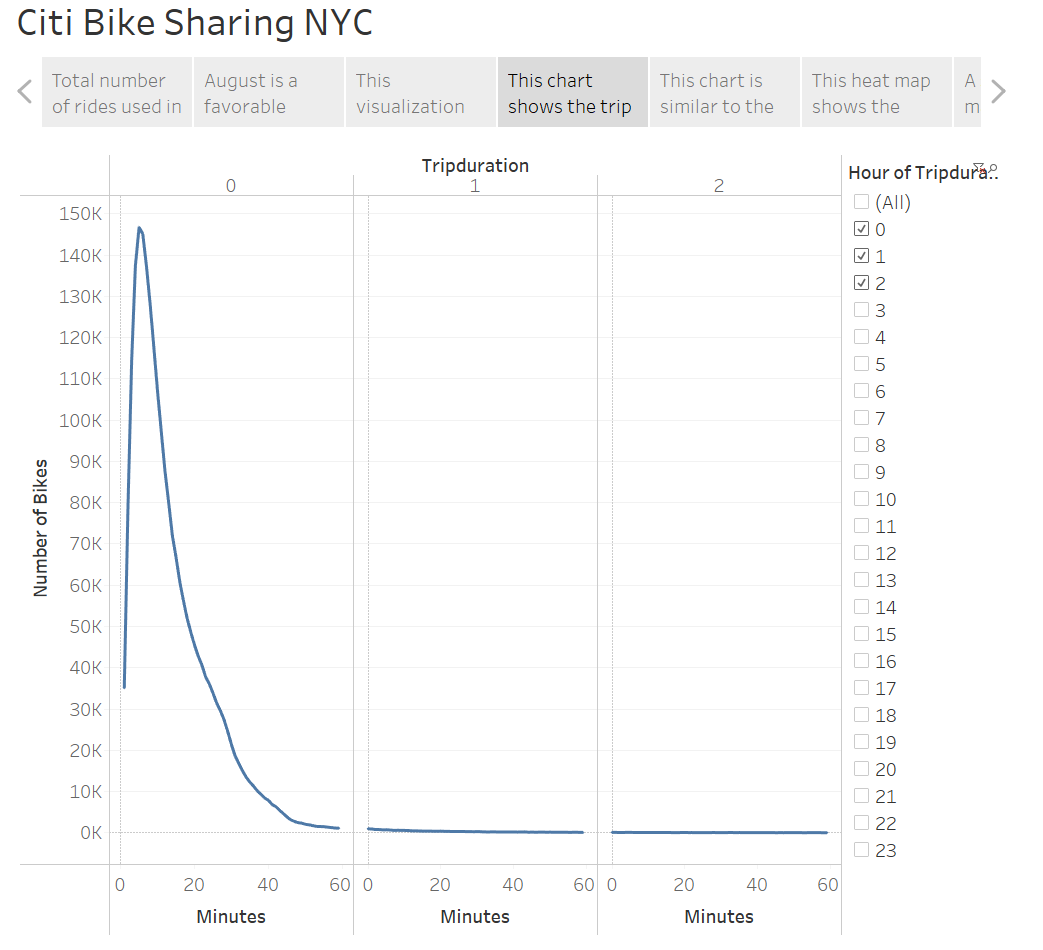 Citi Bike Sharing NYC
Total number
of rides used in
August is a
favorable
This
visualization
This chart
shows the trip
This chart is
similar to the
This heat map
shows the
A
m
Tripduration
0 1 2
Hour of Tripdura..
(All)
0
1
2
3
4
5
6
7
8
9
10
11
12
13
14
15
16
17
18
19
20
21
22
23
Number of Bikes
150K
140K
130K
120K
110K
100K
90K
80K
70K
60K
50K
40K
30K
20K
10K
0K
0 20 40 60 0 20 40 60 0 20 40 60
Minutes Minutes Minutes